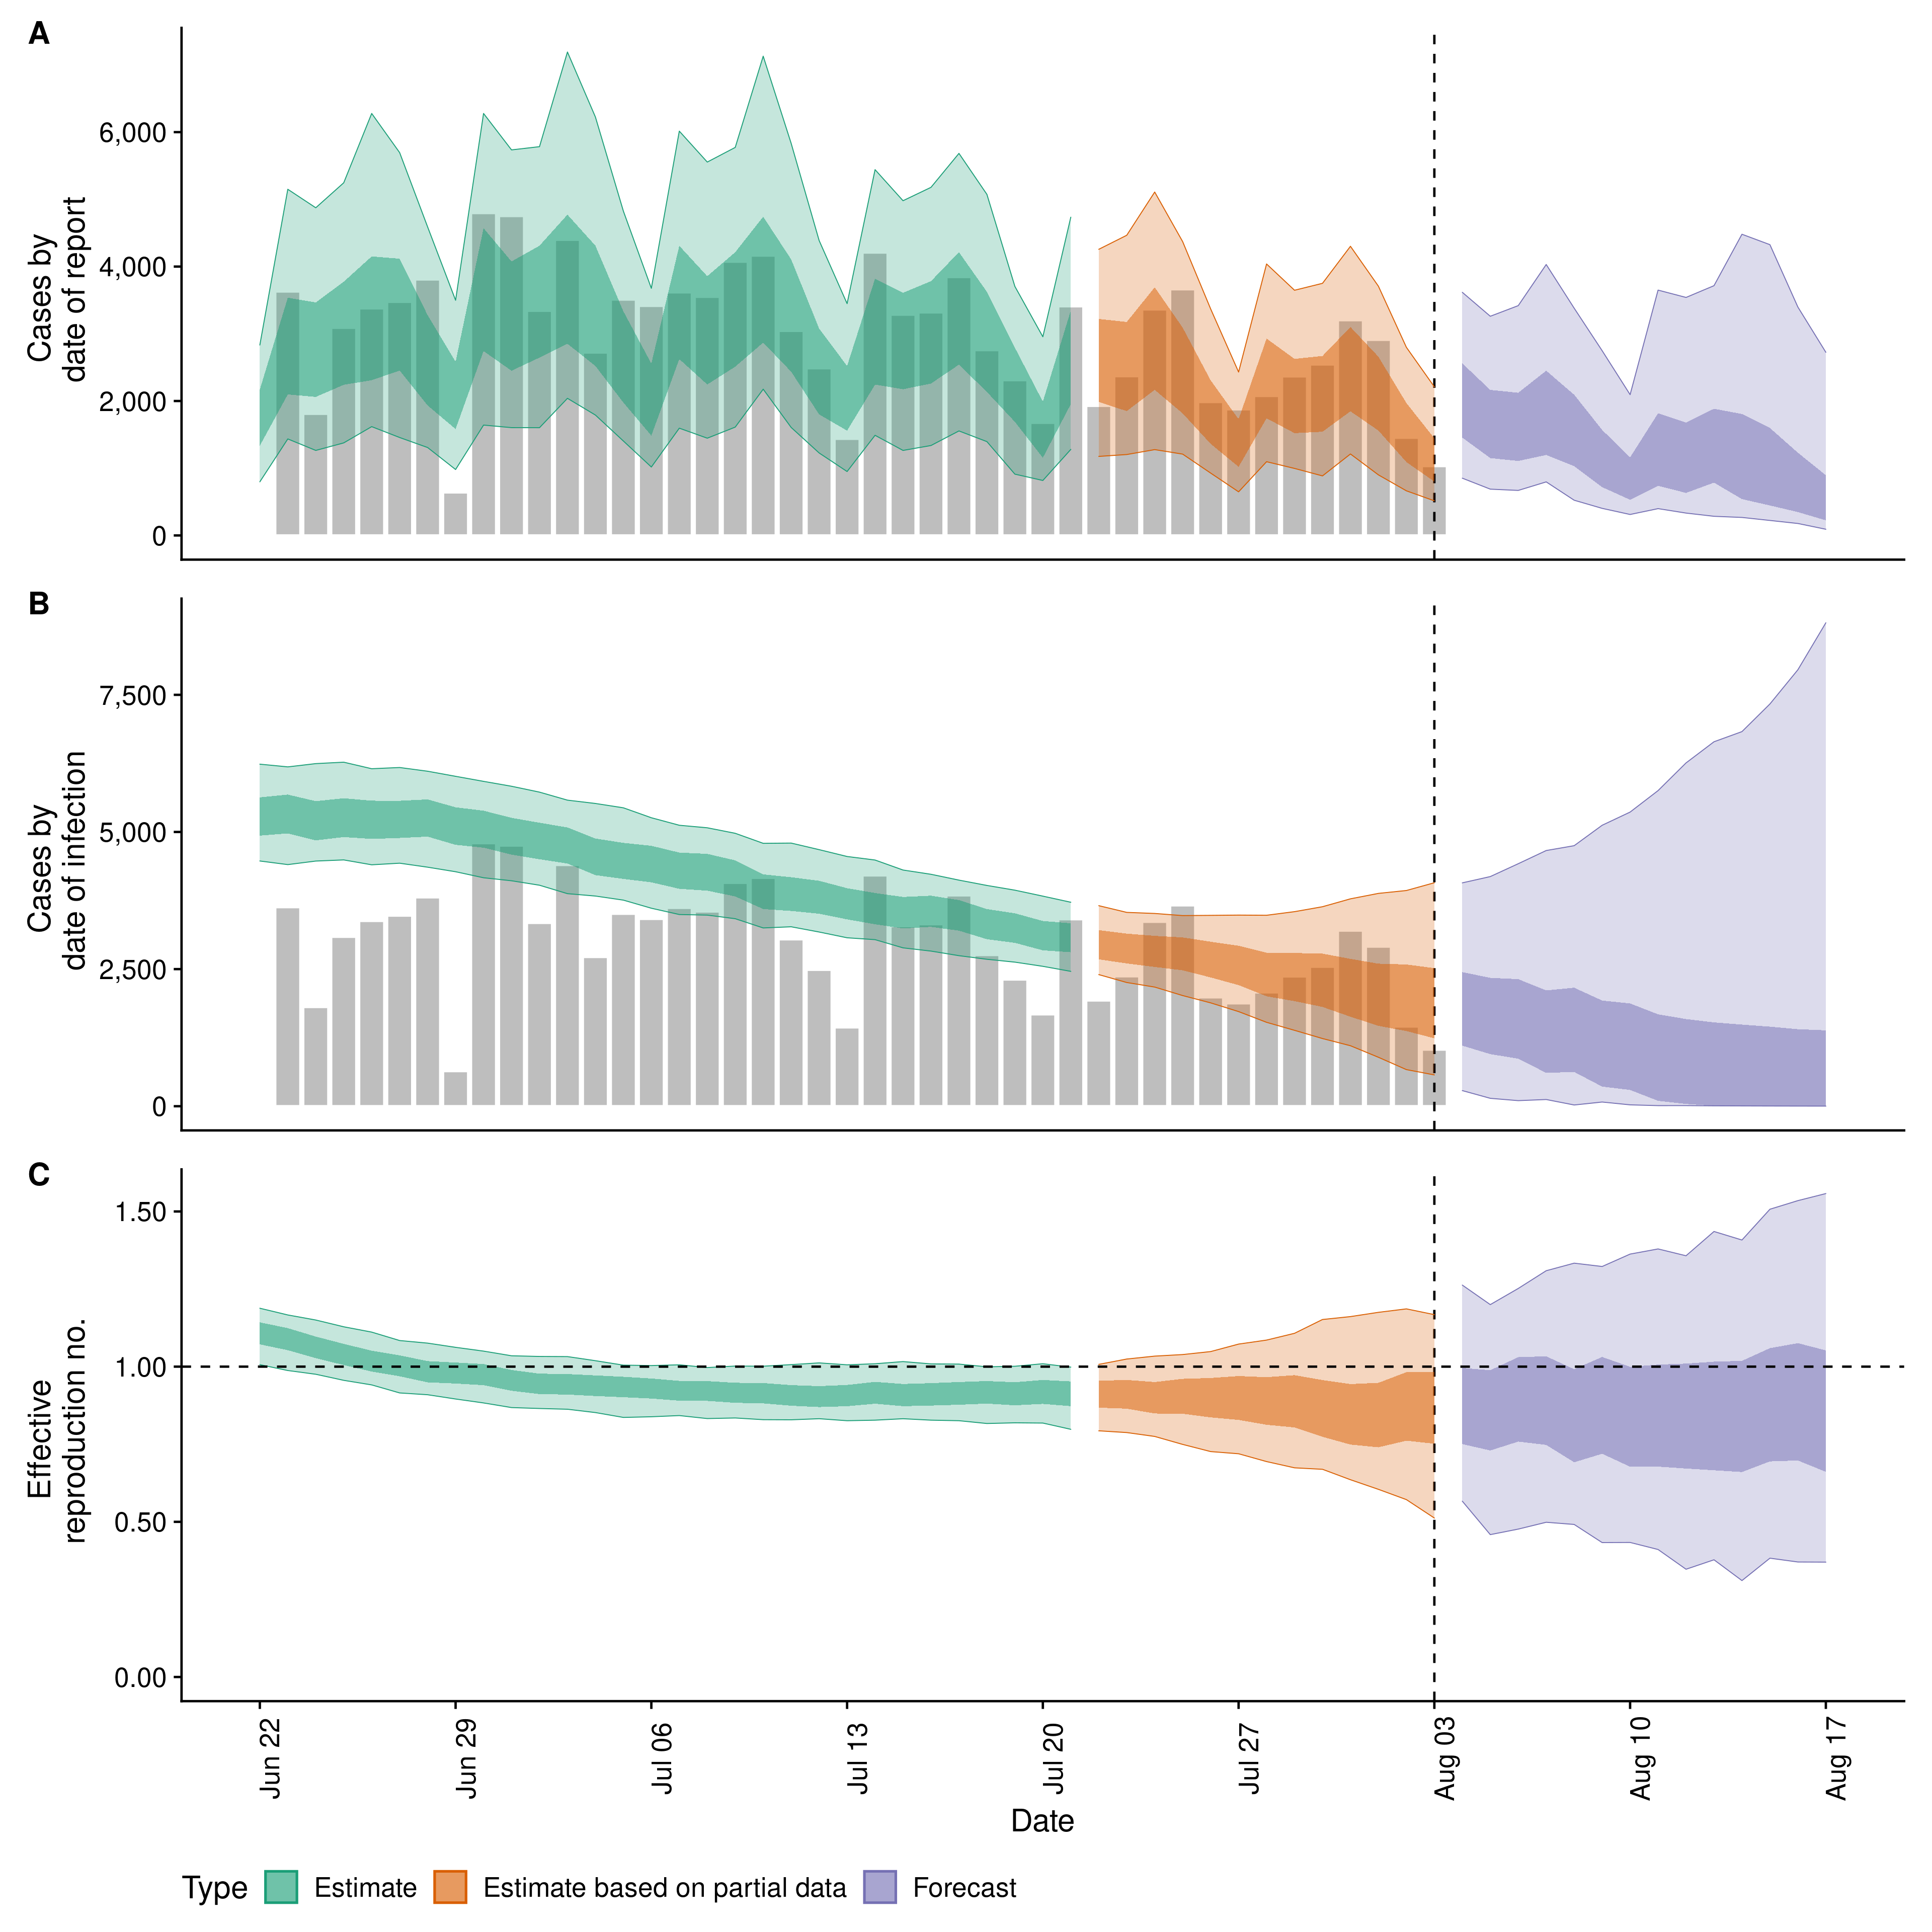 A
Cases by
date of report
6,000
4,000
2,000
0
B
Cases by
date of infection
7,500
5,000
2,500
0
C
Effective
reproduction no.
1.50
1.00
0.50
0.00
Jun 22
Jun 29
Jul 06
Jul 13
Jul 20
Jul 27
Aug 03
Aug 10
Aug 17
Date
Type
Estimate
Estimate based on partial data
Forecast